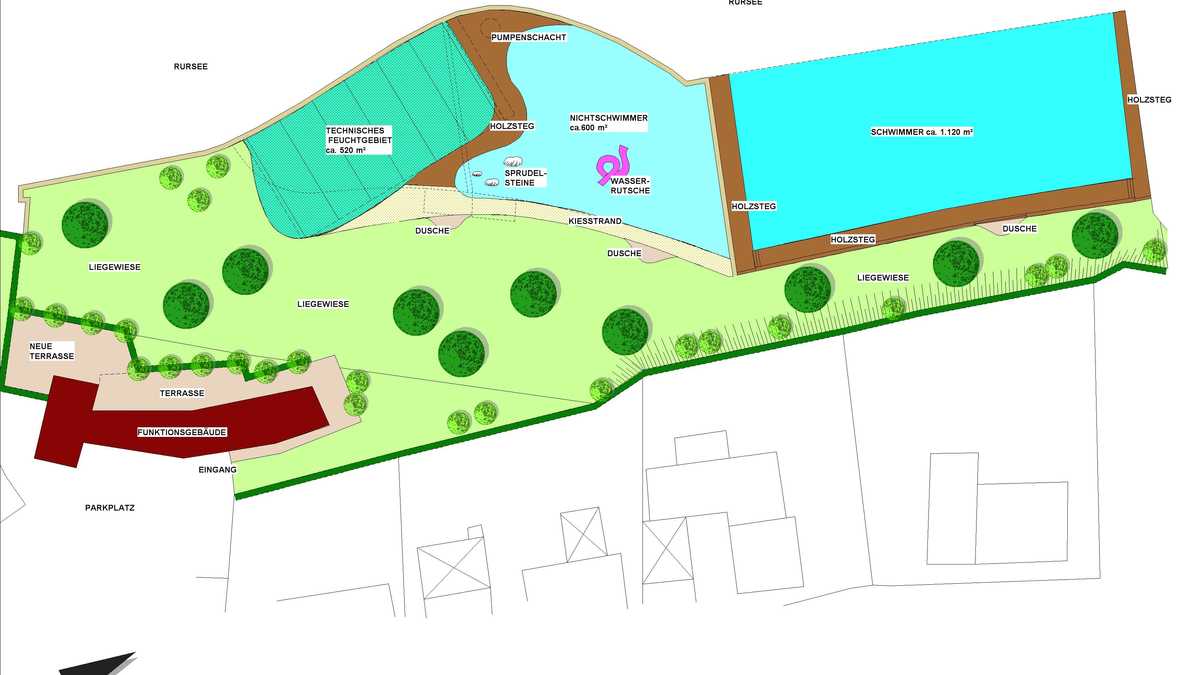 RURSEE
RURSEE
PUMPENSCHACHT
HOLZSTEG
NICHTSCHWIMMER
ca.600 m²
HOLZSTEG
TECHNISCHES
FEUCHTGEBIET
ca. 520 m²
SCHWIMMER ca. 1.120 m²
SPRUDEL-
STEINE
WASSER-
RUTSCHE
HOLZSTEG
KIESSTRAND
DUSCHE
DUSCHE
HOLZSTEG
DUSCHE
LIEGEWIESE
LIEGEWIESE
LIEGEWIESE
NEUE
TERRASSE
TERRASSE
FUNKTIONSGEBÄUDE
EINGANG
PARKPLATZ